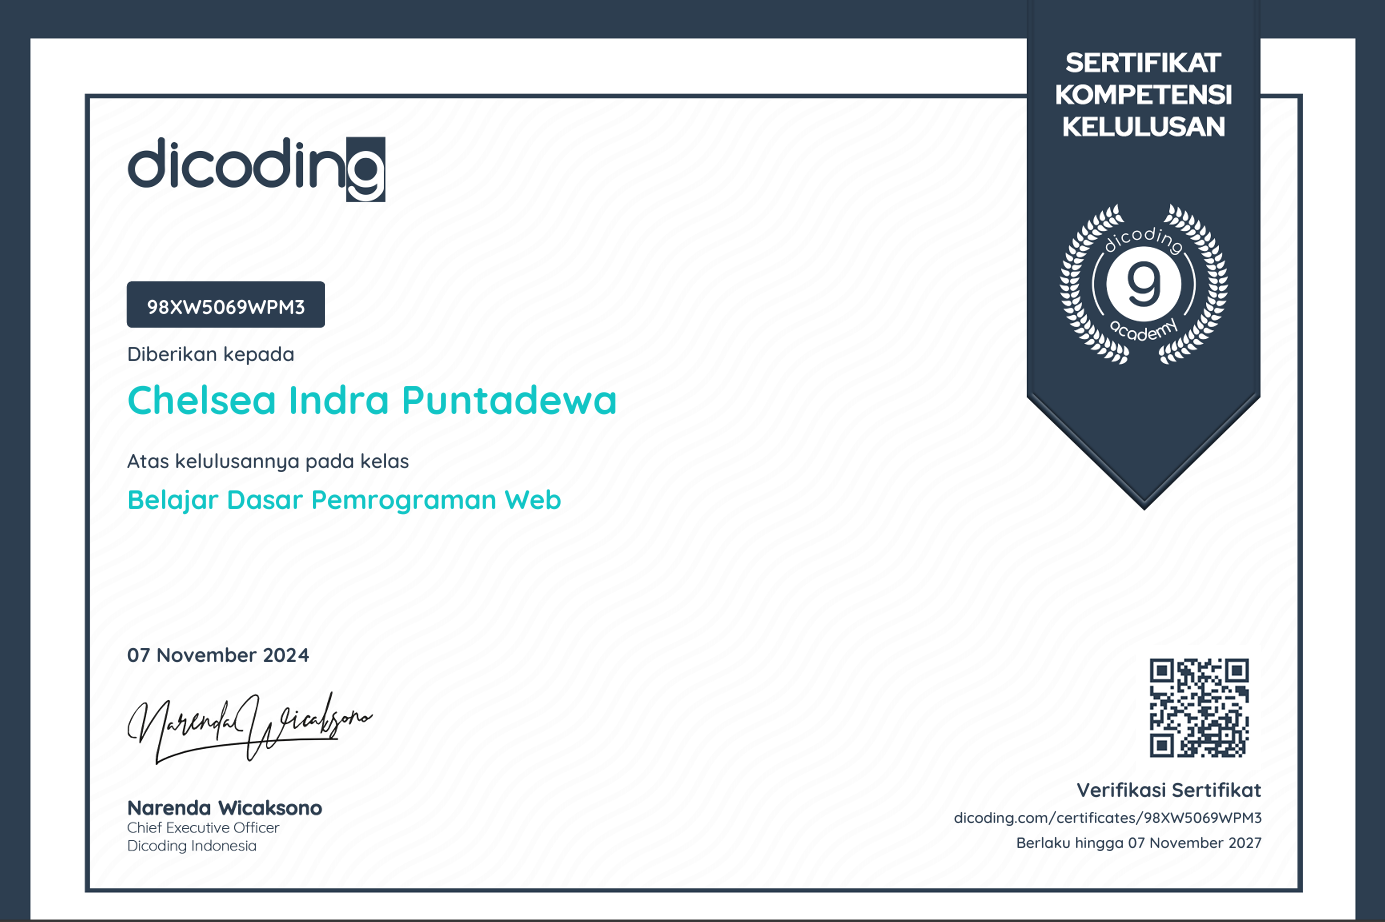 SERTIFIKAT
KOMPETENSI
KELULUSAN
dicoding
dicoding
9
academy
98XW5069WPM3
Diberikan kepada
Chelsea Indra Puntadewa
Atas kelulusannya pada kelas
Belajar Dasar Pemrograman Web
07 November 2024
Narenda Wicaksono
Narenda Wicaksono
Chief Executive Officer
Dicoding Indonesia
Verifikasi Sertifikat
dicoding.com/certificates/98XW5069WPM3
Berlaku hingga 07 November 2027